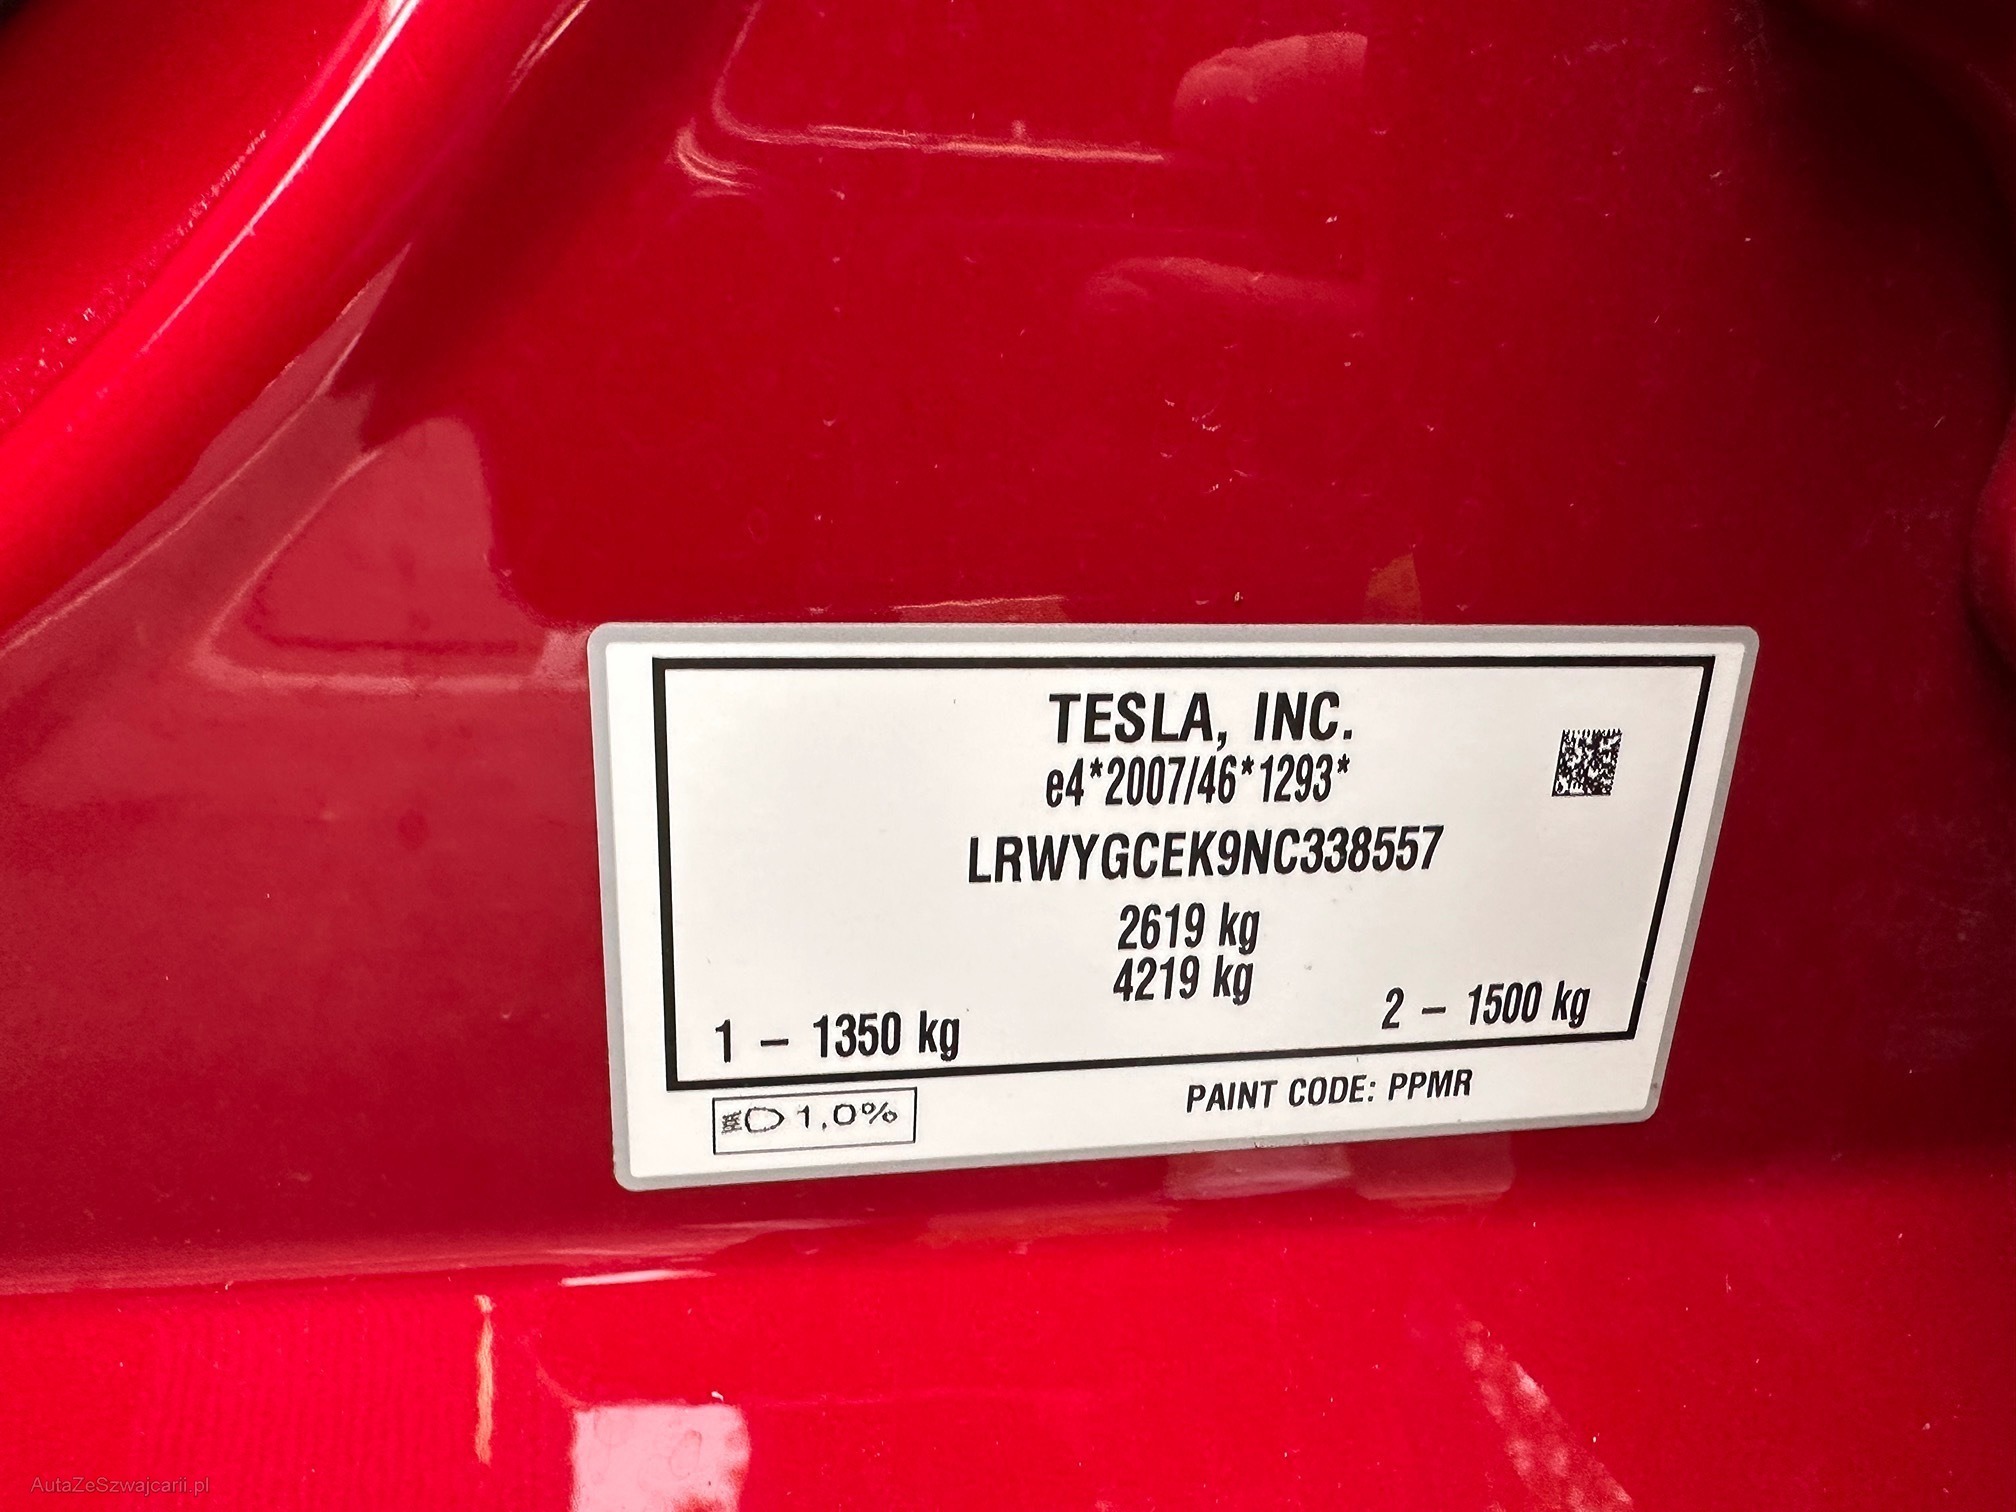 TESLA, INC.
e4*2007/46*1293*
LRWYGCEK9NC338557
2619 kg
4219 kg
1 – 1350 kg
2 – 1500 kg
1.0%
PAINT CODE: PPMR
AutaZeSzwajcarii.pl